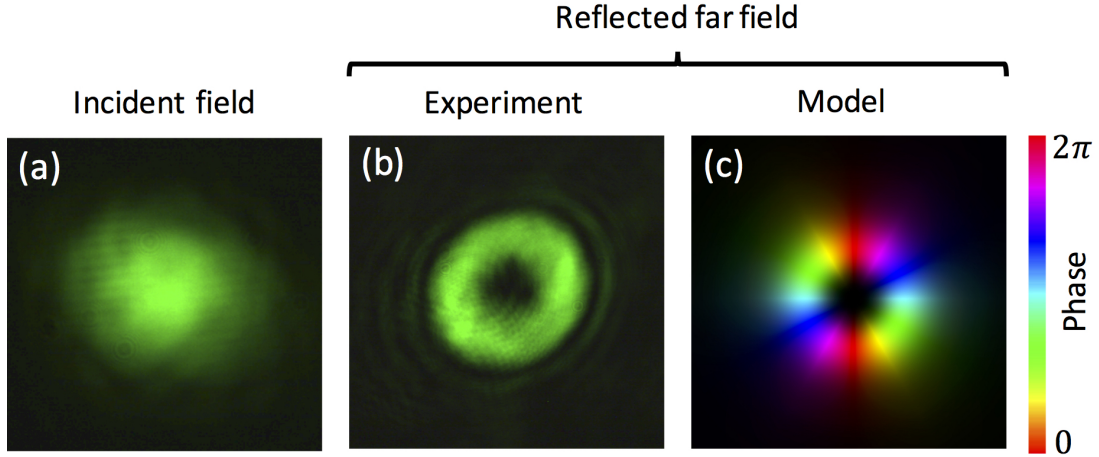 Reflected far field
Incident field
Experiment
Model
(a)
(b)
(c)
2π
Phase
0